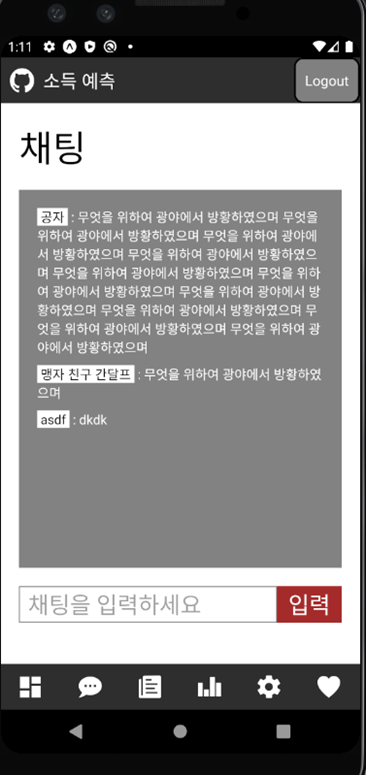 1:11
소득 예측
Logout
채팅
공자 : 무엇을 위하여 광야에서 방황하였으며 무엇을
위하여 광야에서 방황하였으며 무엇을 위하여 광야에
서 방황하였으며 무엇을 위하여 광야에서 방황하였으
며 무엇을 위하여 광야에서 방황하였으며 무엇을 위하
여 광야에서 방황하였으며 무엇을 위하여 광야에서 방
황하였으며 무엇을 위하여 광야에서 방황하였으며 무
엇을 위하여 광야에서 방황하였으며 무엇을 위하여 광
야에서 방황하였으며
맹자 친구 간달프 : 무엇을 위하여 광야에서 방황하였
으며
asdf : dkdk
채팅을 입력하세요
입력